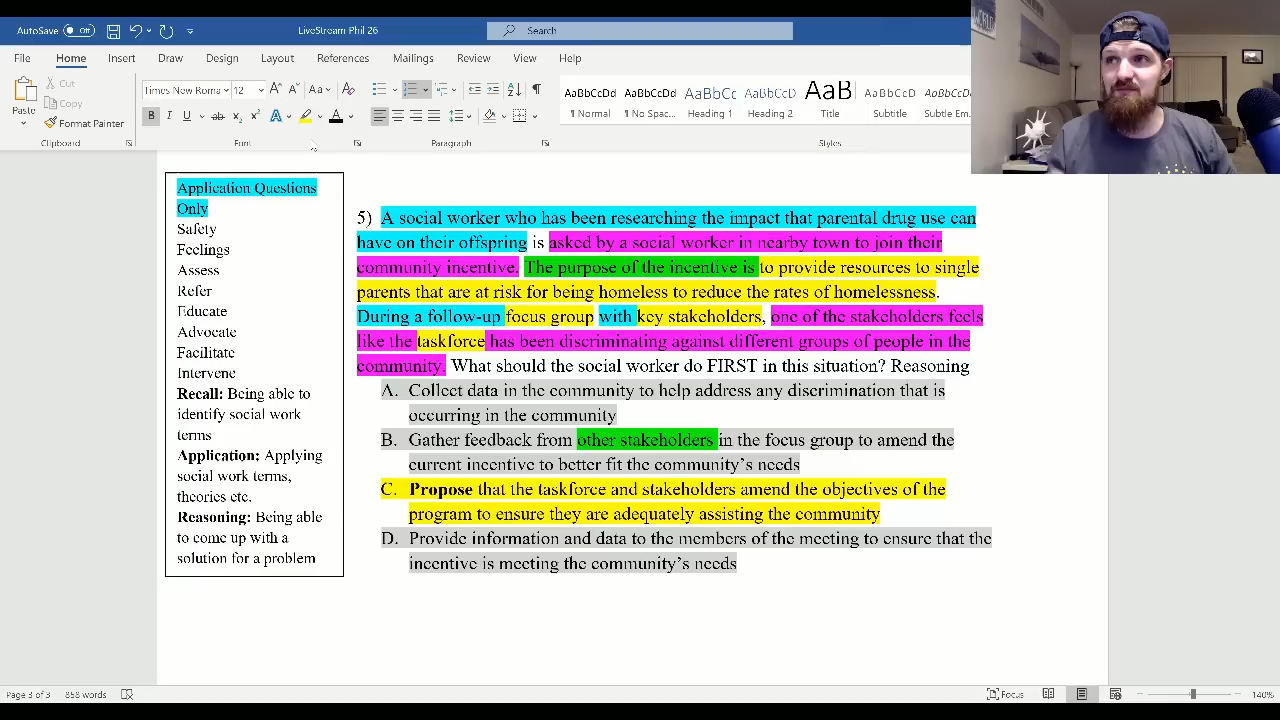 AutoSave Off LiveStream Phil 26 Search
File Home Insert Draw Design Layout References Mailings Review View Help
Paste
Cut
Copy
Format Painter
Clipboard
Times New Roma 12
Font
Paragraph
AaBbCcDd AaBbCcDd AaBbCcD AaBbCcD AaB AaBbCcD AaBbCcDd
¶ Normal ¶ No Spac... Heading 1 Heading 2 Title Subtitle Subtle Em...
Styles
Application Questions
Only
Safety
Feelings
Assess
Refer
Educate
Advocate
Facilitate
Intervene
Recall: Being able to
identify social work
terms
Application: Applying
social work terms,
theories etc.
Reasoning: Being able
to come up with a
solution for a problem
5) A social worker who has been researching the impact that parental drug use can
have on their offspring is asked by a social worker in nearby town to join their
community incentive. The purpose of the incentive is to provide resources to single
parents that are at risk for being homeless to reduce the rates of homelessness.
During a follow-up focus group with key stakeholders, one of the stakeholders feels
like the taskforce has been discriminating against different groups of people in the
community. What should the social worker do FIRST in this situation? Reasoning
A. Collect data in the community to help address any discrimination that is
occurring in the community
B. Gather feedback from other stakeholders in the focus group to amend the
current incentive to better fit the community's needs
C. Propose that the taskforce and stakeholders amend the objectives of the
program to ensure they are adequately assisting the community
D. Provide information and data to the members of the meeting to ensure that the
incentive is meeting the community's needs
Page 3 of 3 858 words Focus 140%